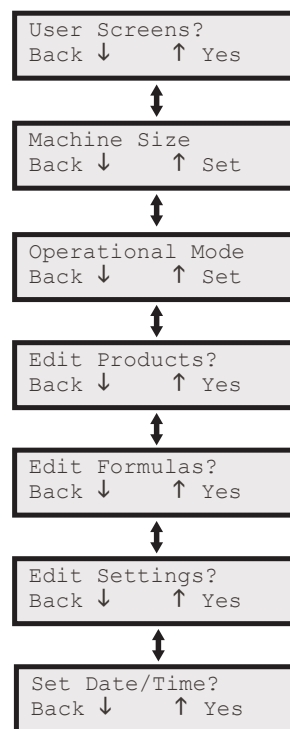 User Screens?
Back ↓ ↑ Yes
Machine Size
Back ↓ ↑ Set
Operational Mode
Back ↓ ↑ Set
Edit Products?
Back ↓ ↑ Yes
Edit Formulas?
Back ↓ ↑ Yes
Edit Settings?
Back ↓ ↑ Yes
Set Date/Time?
Back ↓ ↑ Yes